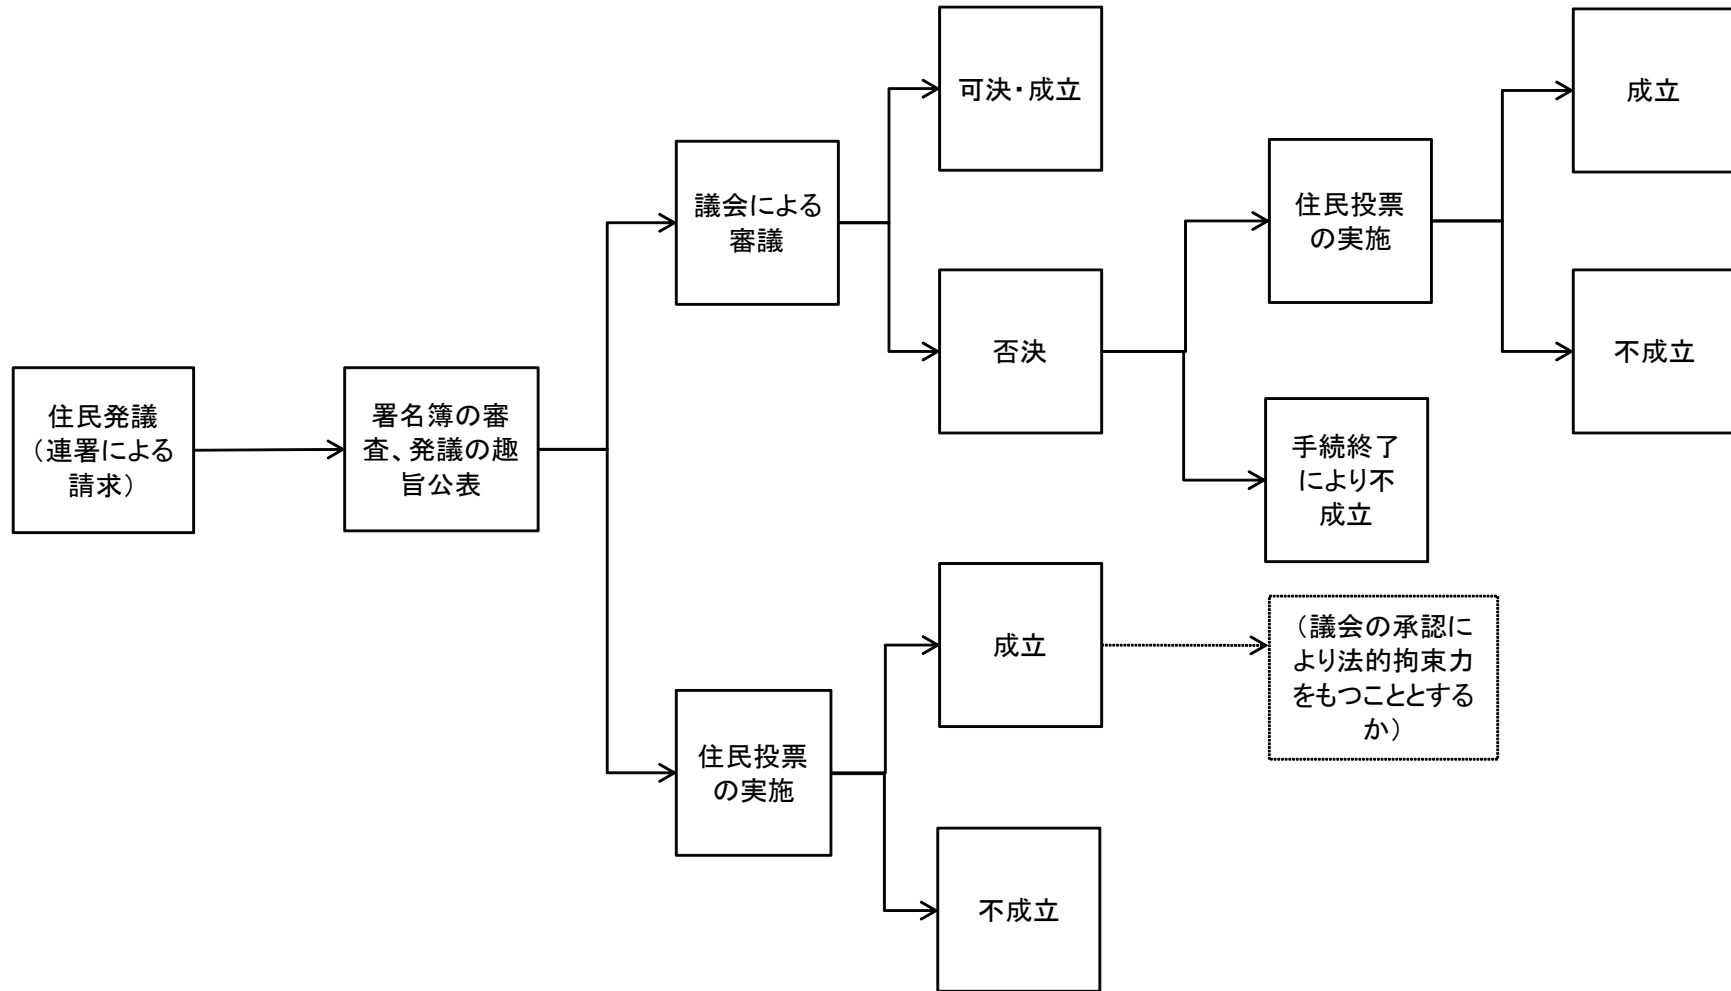 住民発議
（連署による
請求）
署名簿の審
査、発議の趣
旨公表
議会による
審議
可決・成立
否決
住民投票
の実施
成立
不成立
手続終了
により不
成立
住民投票
の実施
成立
（議会の承認に
より法的拘束力
をもつこととする
か）
不成立